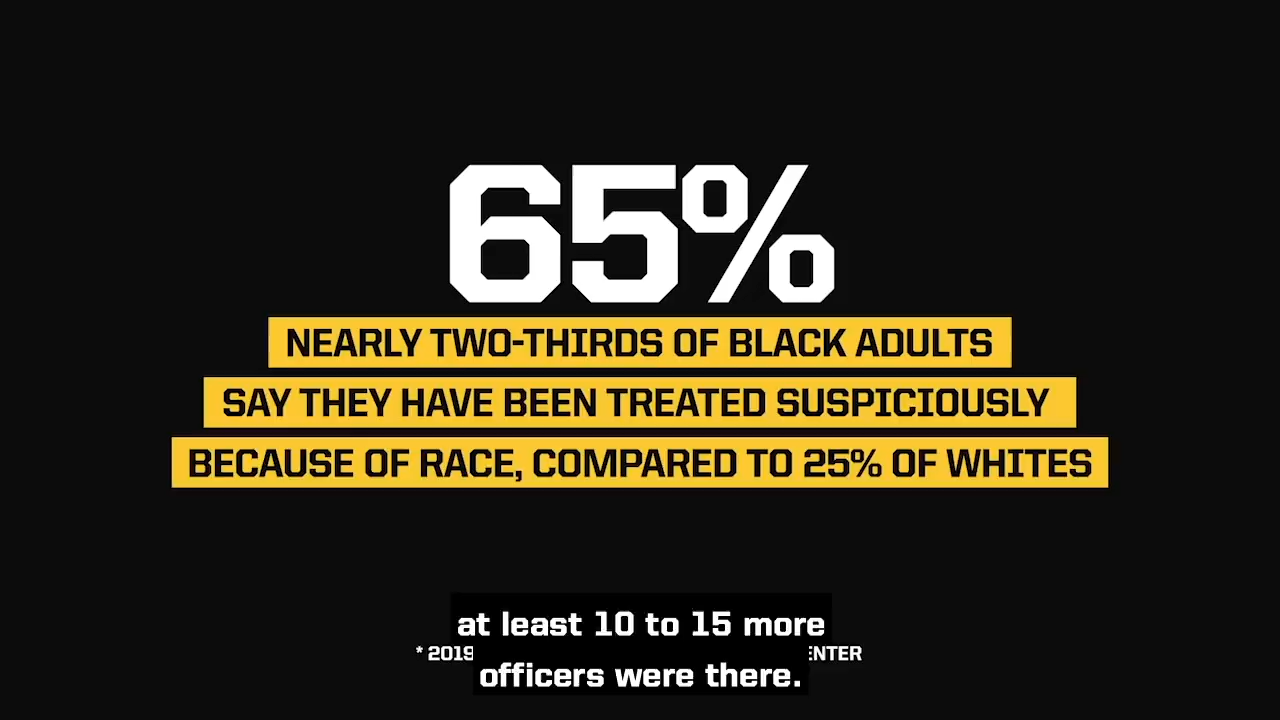 65%
NEARLY TWO-THIRDS OF BLACK ADULTS
SAY THEY HAVE BEEN TREATED SUSPICIOUSLY
BECAUSE OF RACE, COMPARED TO 25% OF WHITES
at least 10 to 15 more
* 2019
officers were there.